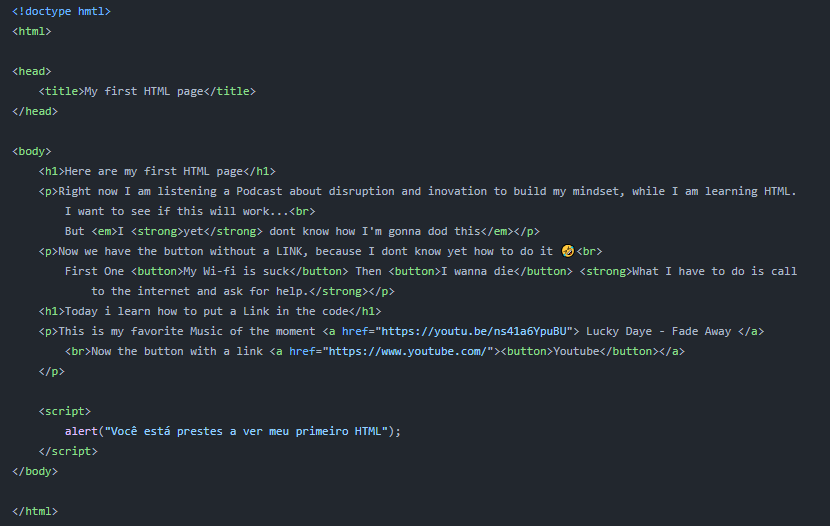 <!doctype hmtl>
<html>
<head>
<title>My first HTML page</title>
</head>
<body>
<h1>Here are my first HTML page</h1>
<p>Right now I am listening a Podcast about disruption and inovation to build my mindset, while I am learning HTML.
I want to see if this will work...<br>
But <em>I <strong>yet</strong> dont know how I'm gonna dod this</em></p>
<p>Now we have the button without a LINK, because I dont know yet how to do it 🤣<br>
First One <button>My Wi-fi is suck</button> Then <button>I wanna die</button> <strong>What I have to do is call
to the internet and ask for help.</strong></p>
<h1>Today i learn how to put a Link in the code</h1>
<p>This is my favorite Music of the moment <a href="https://youtu.be/ns41a6YpuBU"> Lucky Daye - Fade Away </a>
<br>Now the button with a link <a href="https://www.youtube.com/"><button>Youtube</button></a>
</p>
<script>
alert("Você está prestes a ver meu primeiro HTML");
</script>
</body>
</html>